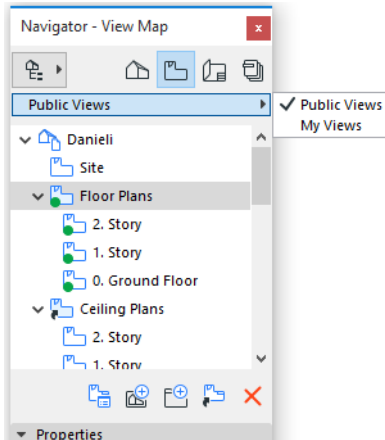 Navigator - View Map
Public Views
Public Views
My Views
Danieli
Site
Floor Plans
2. Story
1. Story
0. Ground Floor
Ceiling Plans
2. Story
1. Story
Properties